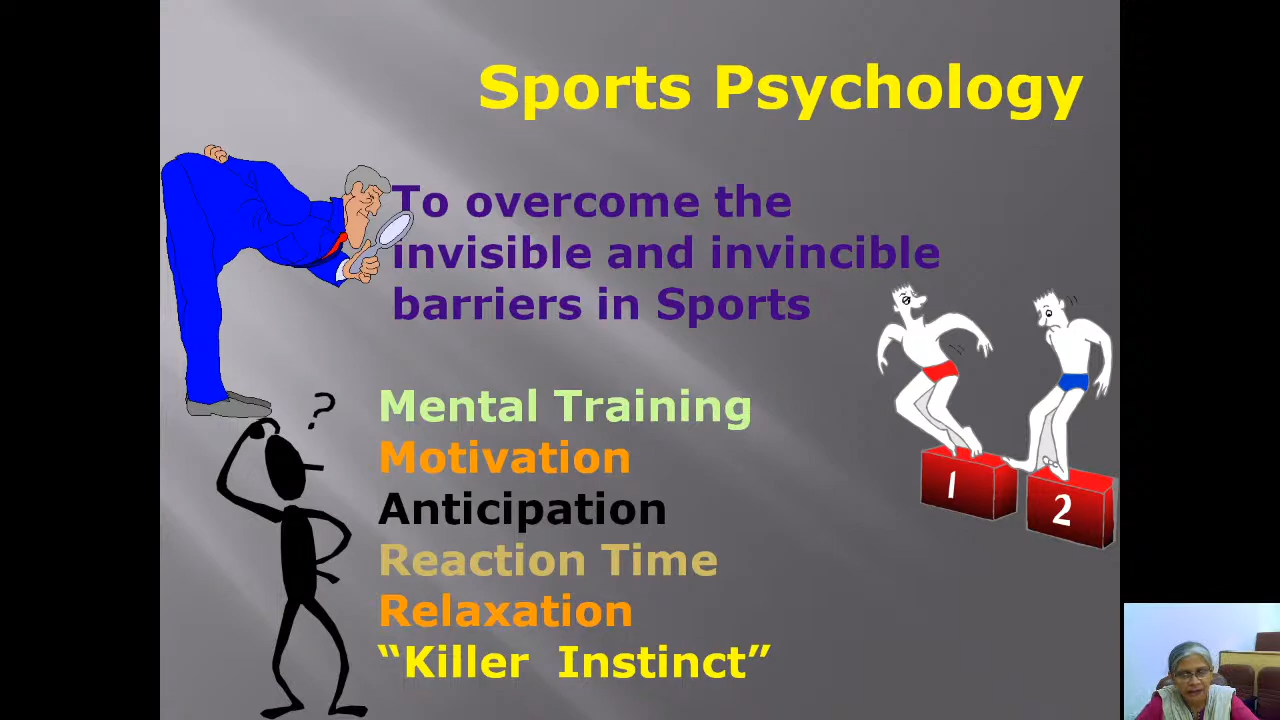 Sports Psychology
To overcome the
invisible and invincible
barriers in Sports
?
Mental Training
Motivation
Anticipation
Reaction Time
Relaxation
“Killer Instinct”
1
2